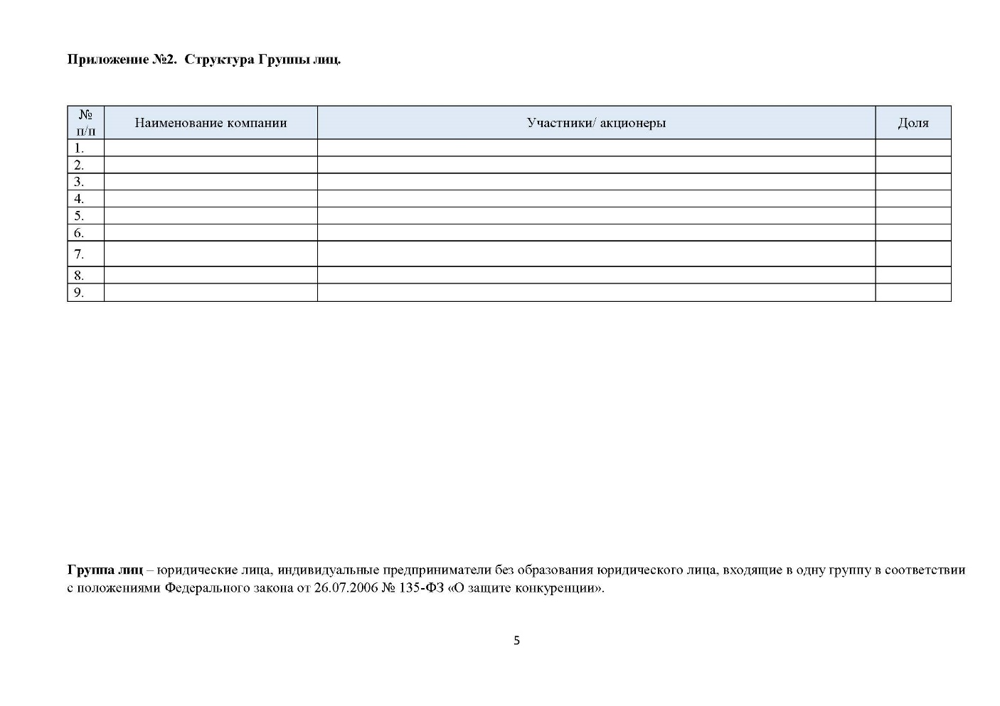 Приложение №2.  Структура Группы лиц.
№ п/п Наименование компании Участники/ акционеры Доля
1.
2.
3.
4.
5.
6.
7.
8.
9.
Группа лиц – юридические лица, индивидуальные предприниматели без образования юридического лица, входящие в одну группу в соответствии
с положениями Федерального закона от 26.07.2006 № 135-ФЗ «О защите конкуренции».
5